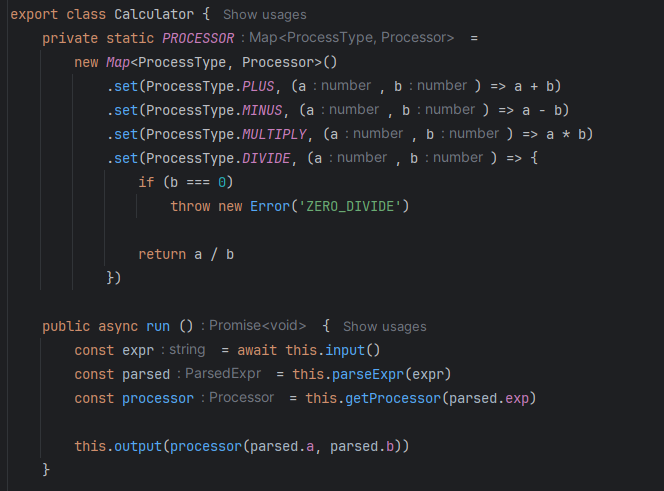 export class Calculator { Show usages
private static PROCESSOR : Map<ProcessType, Processor> =
new Map<ProcessType, Processor>()
.set(ProcessType.PLUS, (a : number , b : number ) => a + b)
.set(ProcessType.MINUS, (a : number , b : number ) => a - b)
.set(ProcessType.MULTIPLY, (a : number , b : number ) => a * b)
.set(ProcessType.DIVIDE, (a : number , b : number ) => {
if (b === 0)
throw new Error('ZERO_DIVIDE')
return a / b
})
public async run () : Promise<void> { Show usages
const expr : string = await this.input()
const parsed : ParsedExpr = this.parseExpr(expr)
const processor : Processor = this.getProcessor(parsed.exp)
this.output(processor(parsed.a, parsed.b))
}